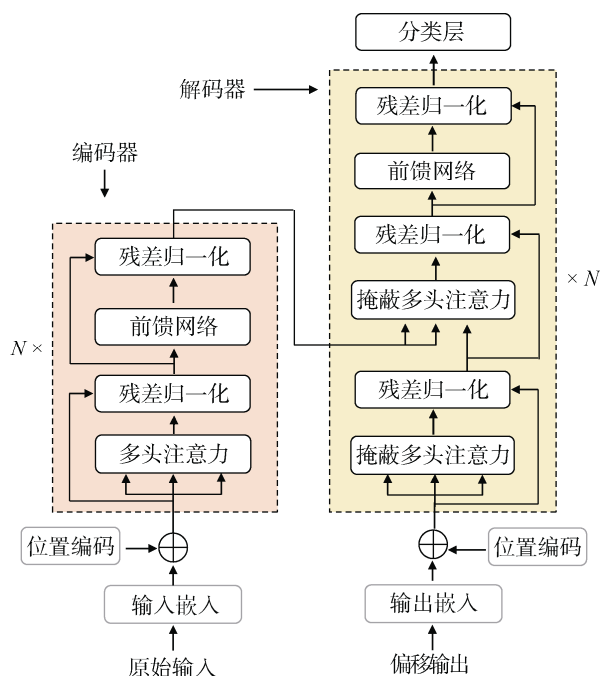 分类层
解码器
残差归一化
前馈网络
残差归一化
掩蔽多头注意力
× N
残差归一化
掩蔽多头注意力
位置编码
输出嵌入
偏移输出
编码器
残差归一化
前馈网络
N ×
残差归一化
多头注意力
位置编码
输入嵌入
原始输入